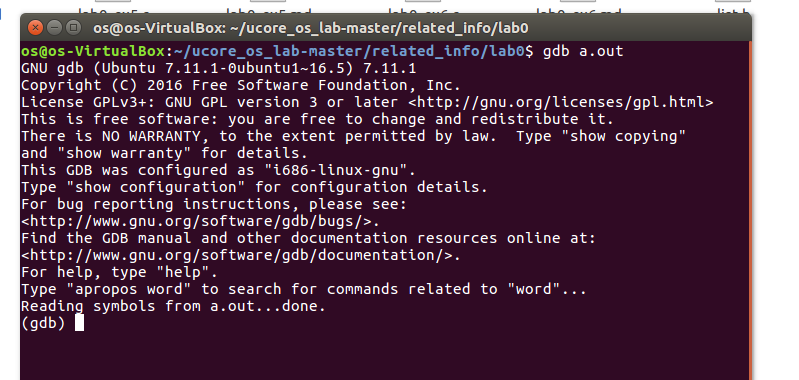 os@os-VirtualBox: ~/ucore_os_lab-master/related_info/lab0
os@os-VirtualBox:~/ucore_os_lab-master/related_info/lab0$ gdb a.out
GNU gdb (Ubuntu 7.11.1-0ubuntu1~16.5) 7.11.1
Copyright (C) 2016 Free Software Foundation, Inc.
License GPLv3+: GNU GPL version 3 or later <http://gnu.org/licenses/gpl.html>
This is free software: you are free to change and redistribute it.
There is NO WARRANTY, to the extent permitted by law.  Type "show copying"
and "show warranty" for details.
This GDB was configured as "i686-linux-gnu".
Type "show configuration" for configuration details.
For bug reporting instructions, please see:
<http://www.gnu.org/software/gdb/bugs/>.
Find the GDB manual and other documentation resources online at:
<http://www.gnu.org/software/gdb/documentation/>.
For help, type "help".
Type "apropos word" to search for commands related to "word"...
Reading symbols from a.out...done.
(gdb)